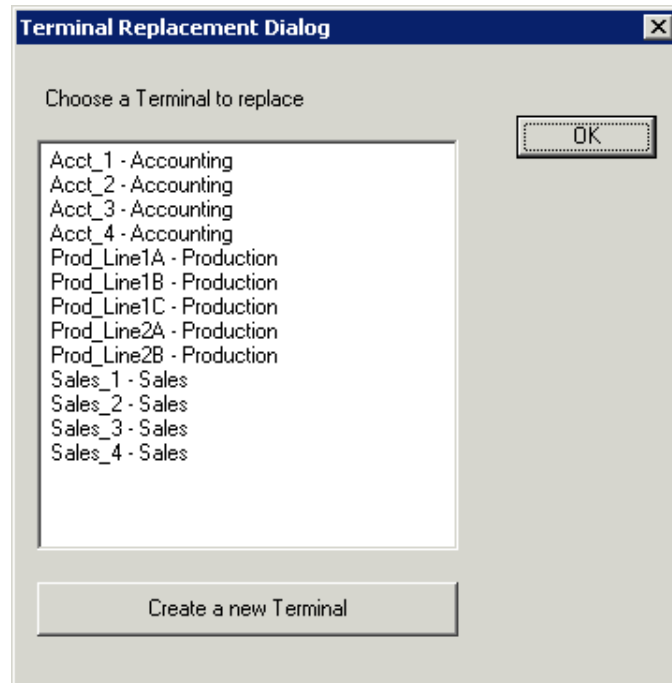 Terminal Replacement Dialog
Choose a Terminal to replace
OK
Acct_1 - Accounting
Acct_2 - Accounting
Acct_3 - Accounting
Acct_4 - Accounting
Prod_Line1A - Production
Prod_Line1B - Production
Prod_Line1C - Production
Prod_Line2A - Production
Prod_Line2B - Production
Sales_1 - Sales
Sales_2 - Sales
Sales_3 - Sales
Sales_4 - Sales
Create a new Terminal